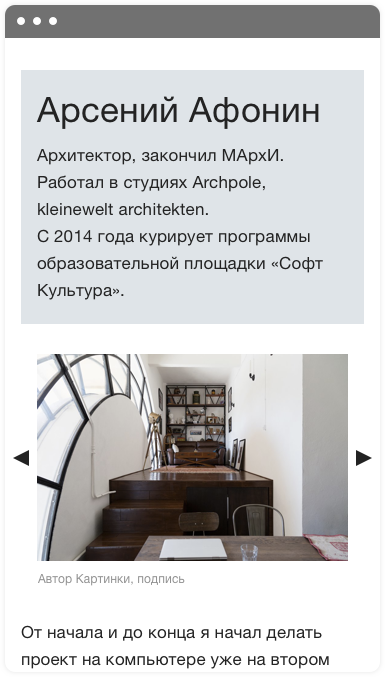 Арсений Афонин
Архитектор, закончил МАрхИ.
Работал в студиях Archpole,
kleinewelt architekten.
С 2014 года курирует программы
образовательной площадки «Софт
Культура».
Автор Картинки, подпись
От начала и до конца я начал делать
проект на компьютере уже на втором